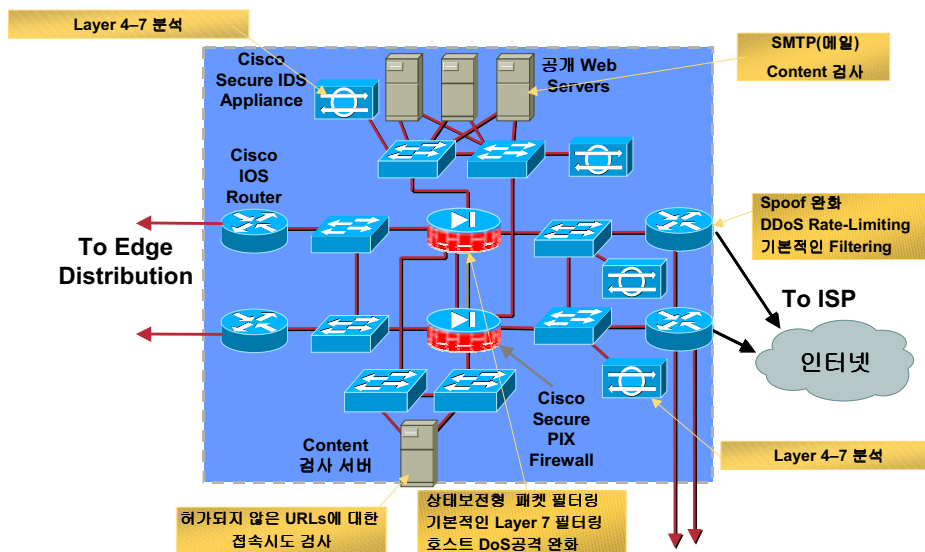 Layer 4–7 분석
Cisco
Secure IDS
Appliance
공개 Web
Servers
SMTP(메일)
Content 검사
Cisco
IOS
Router
Spoof 완화
DDoS Rate-Limiting
기본적인 Filtering
To Edge
Distribution
To ISP
인터넷
Cisco
Secure
PIX
Firewall
Content
검사 서버
Layer 4–7 분석
허가되지 않은 URLs에 대한
접속시도 검사
상태보전형 패킷 필터링
기본적인 Layer 7 필터링
호스트 DoS공격 완화